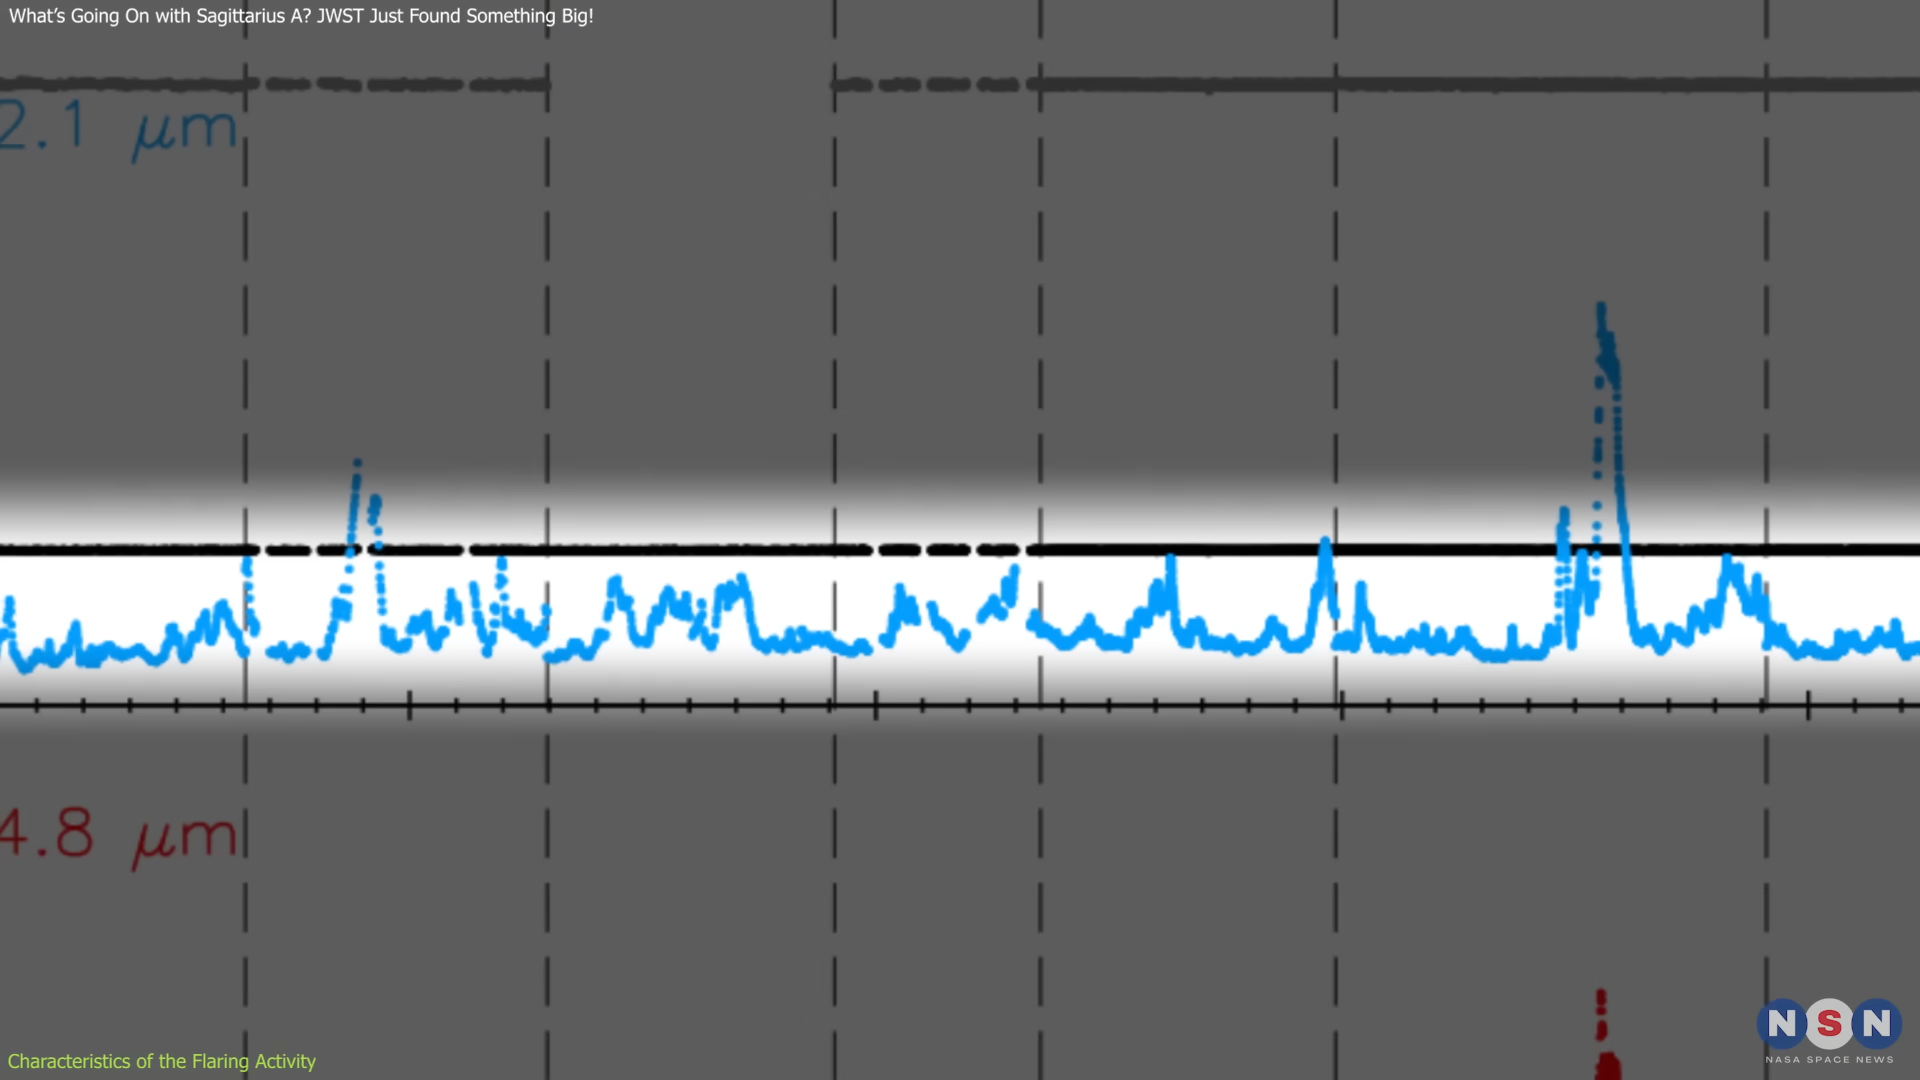 What's Going On with Sagittarius A? JWST Just Found Something Big!
2.1 μm
4.8 μm
Characteristics of the Flaring Activity
NSN
NASA SPACE NEWS